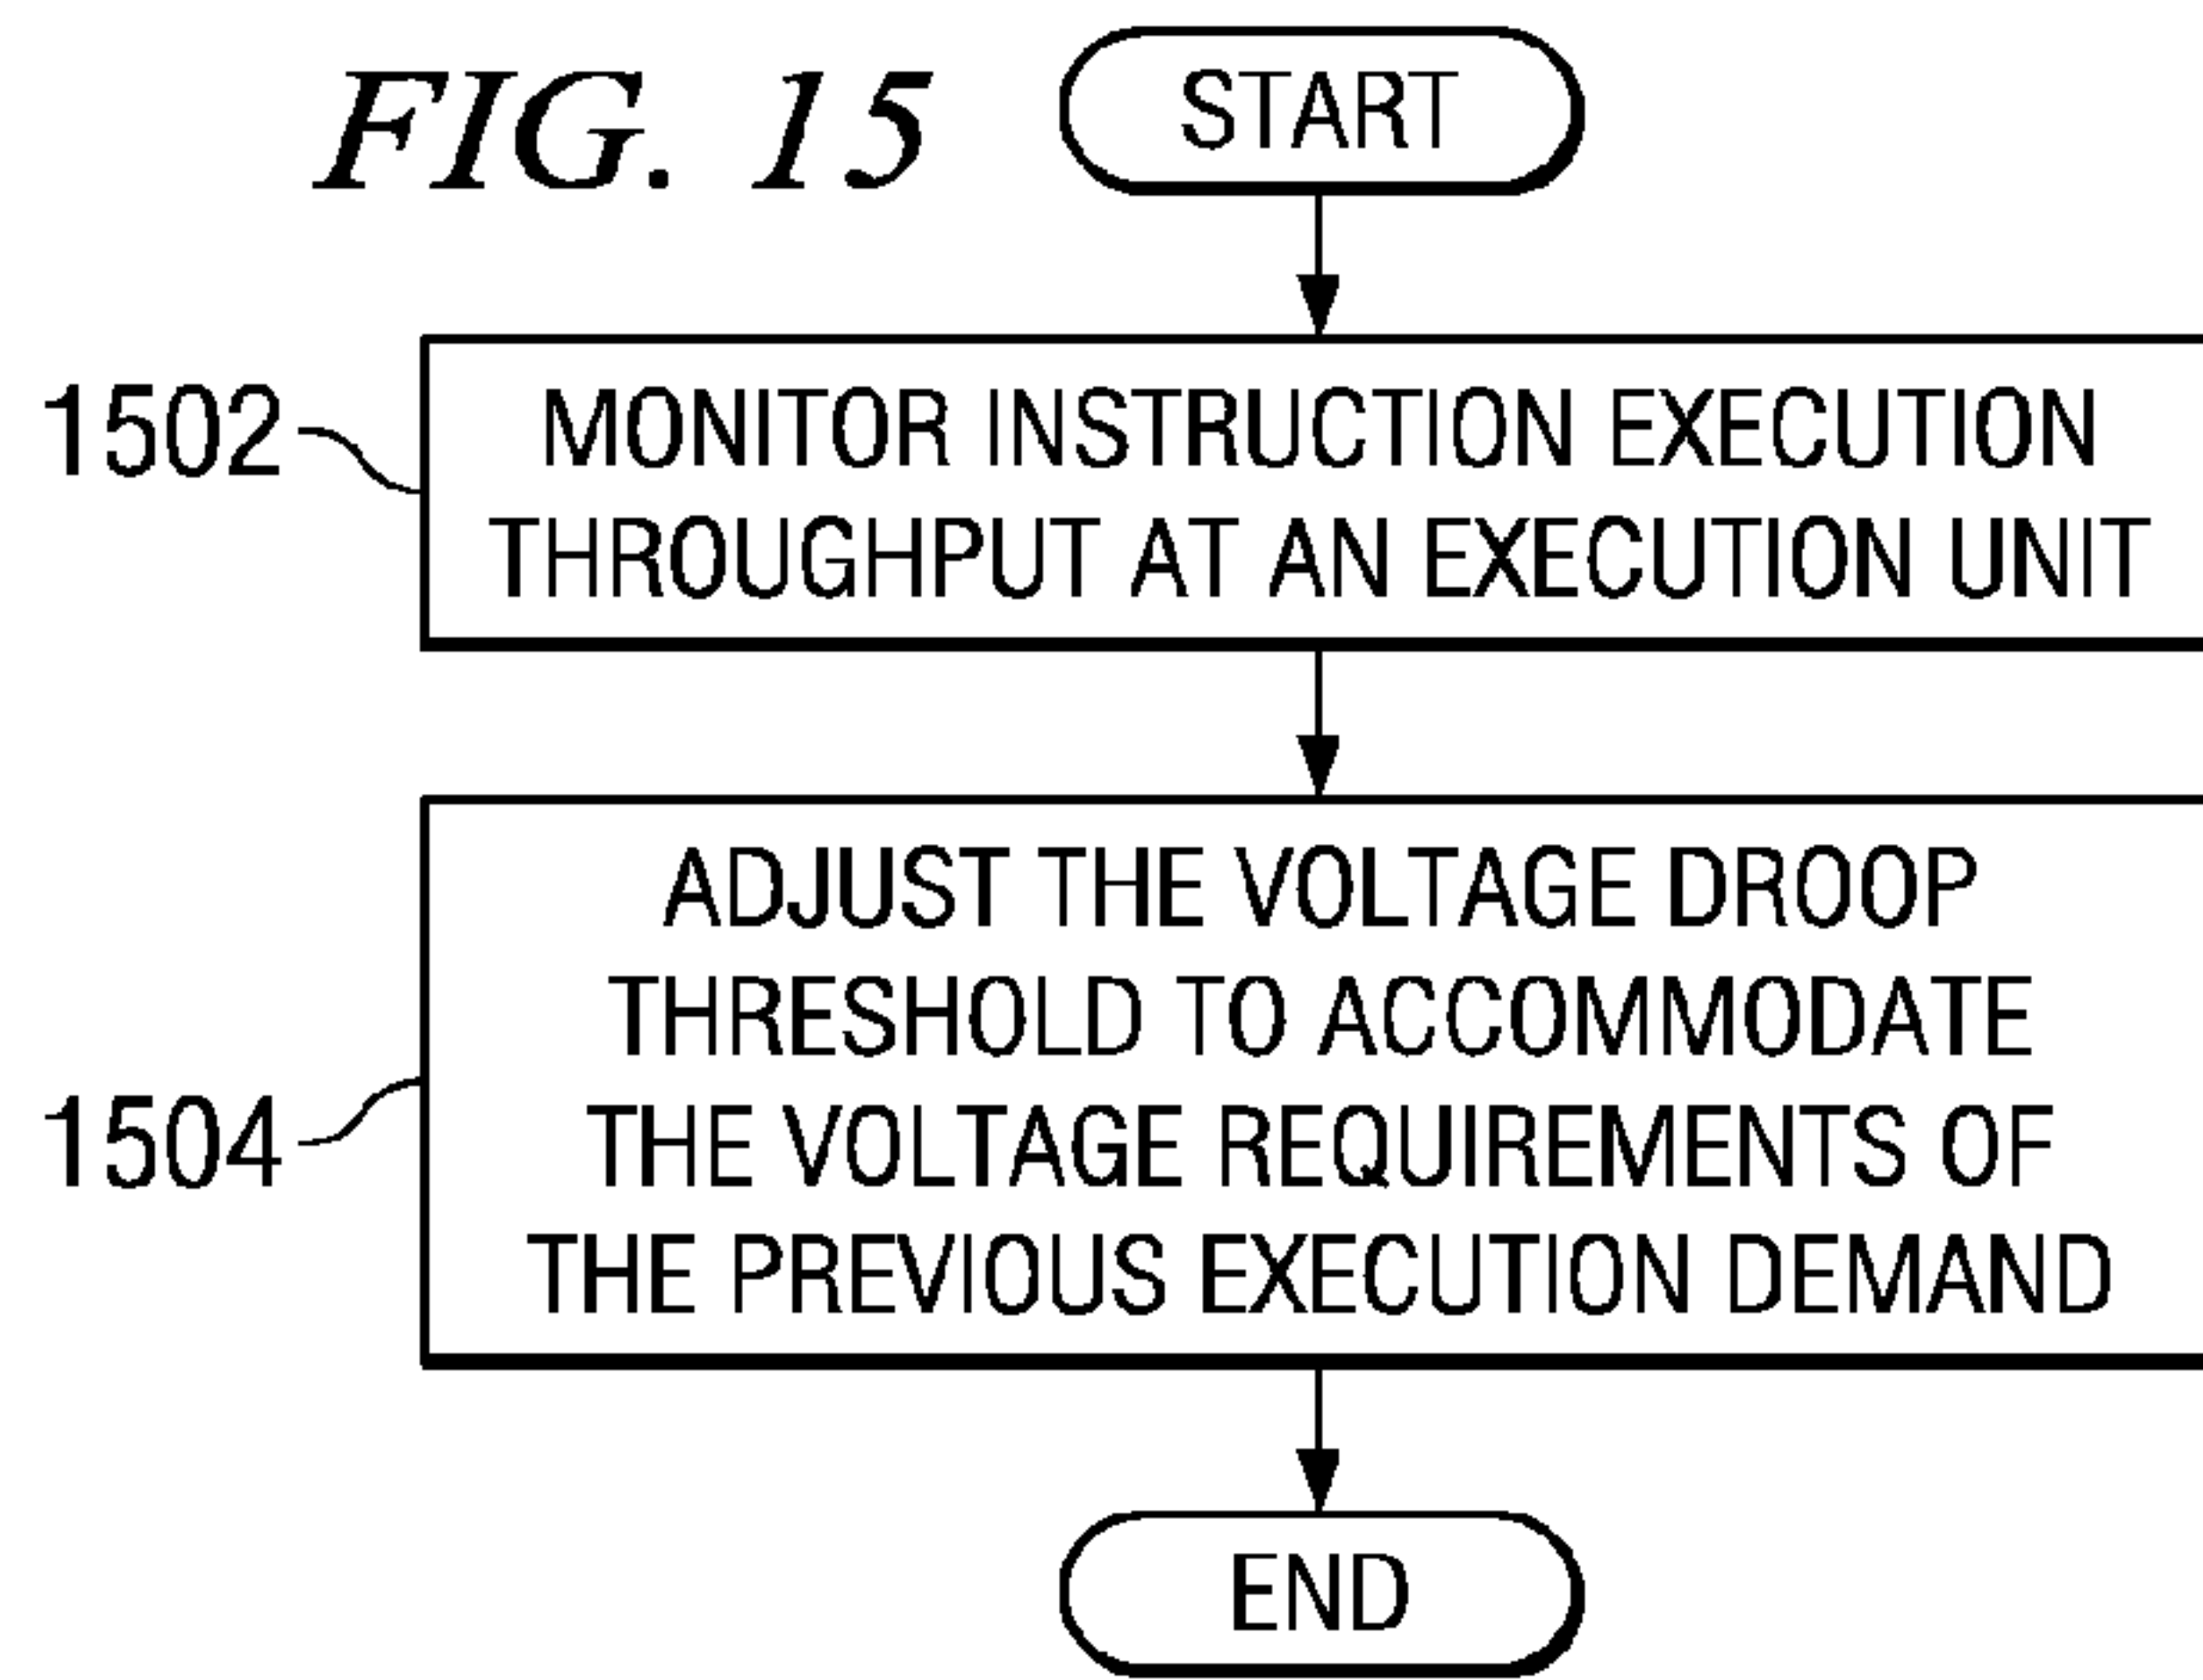 FIG. 15
START
1502
MONITOR INSTRUCTION EXECUTION
THROUGHPUT AT AN EXECUTION UNIT
1504
ADJUST THE VOLTAGE DROOP
THRESHOLD TO ACCOMMODATE
THE VOLTAGE REQUIREMENTS OF
THE PREVIOUS EXECUTION DEMAND
END